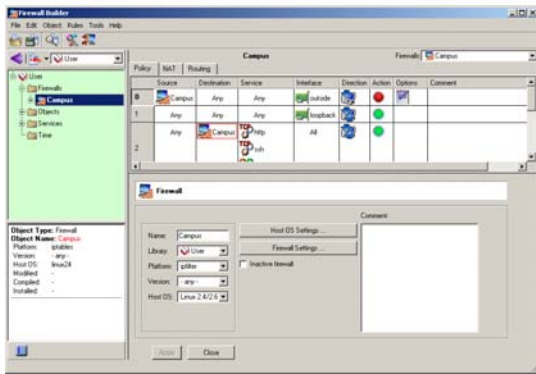 Firewall Builder
File Edit Object Rules Tools Help
User
Campus
Firewalls: Campus
User
Firewalls
Campus
Objects
Services
Time
Policy NAT Routing
Source Destination Service Interface Direction Action Options Comment
0 Campus Any Any outside
1 Any Any Any loopback
2 Any Campus http All
ssh
Firewall
Name: Campus
Library: User
Platform: ipfilter
Version: - any -
Host OS: Linux 2.4/2.6
Host OS Settings ...
Firewall Settings ...
Inactive firewall
Comment
Object Type: Firewall
Object Name: Campus
Platform: iptables
Version: - any -
Host OS: linux24
Modified: -
Compiled: -
Installed: -
Apply Close